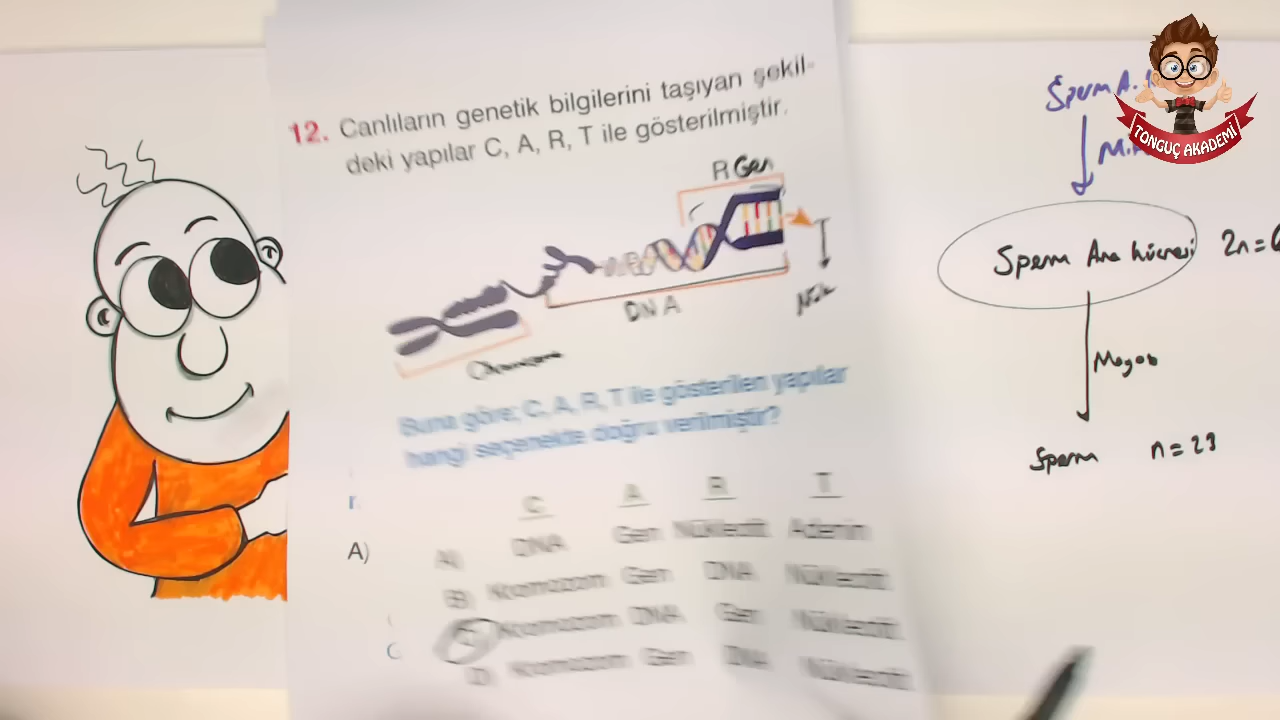 12. Canlıların genetik bilgilerini taşıyan şekil-
deki yapılar C, A, R, T ile gösterilmiştir.
R Gen
DNA
Buna göre; C, A, R, T ile gösterilen yapılar
hangi seçenekte doğru verilmiştir?
C A R T
A) DNA Gen Nükleotit Adenin
B) Kromozom Gen DNA Nükleotit
Kromozom DNA Gen Nükleotit
D) Kromozom Gen DNA Nükleotit
A)
Sperm A.
Sperm Ana hücresi 2n=
Mayoz
Sperm n=23
TONGUÇ AKADEMİ